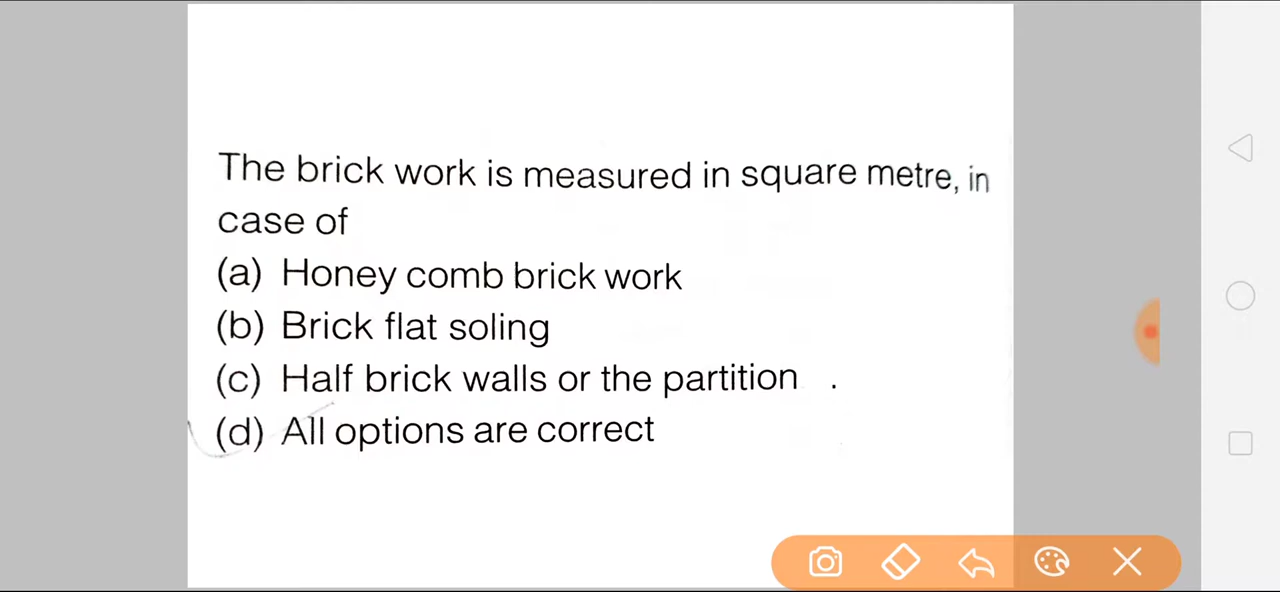 The brick work is measured in square metre, in
case of
(a) Honey comb brick work
(b) Brick flat soling
(c) Half brick walls or the partition .
(d) All options are correct